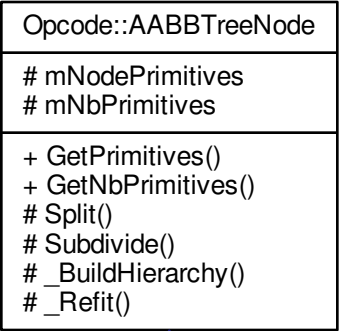 Opcode::AABBTreeNode
# mNodePrimitives
# mNbPrimitives
+ GetPrimitives()
+ GetNbPrimitives()
# Split()
# Subdivide()
# _BuildHierarchy()
# _Refit()